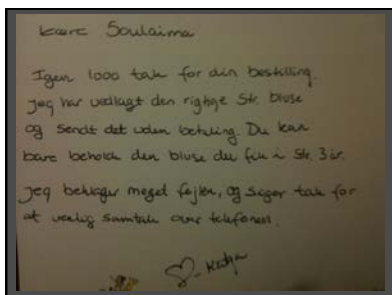 Kære Soulaima
Igen 1000 tak for din bestilling.
Jeg har vedlagt den rigtige Str. bluse
og sendt det uden betaling. Du kan
bare beholde den bluse du fik i str. 3 år.
Jeg beklager meget fejlen, og siger tak for
at venlig samtale over telefonen.
♡ - Katja